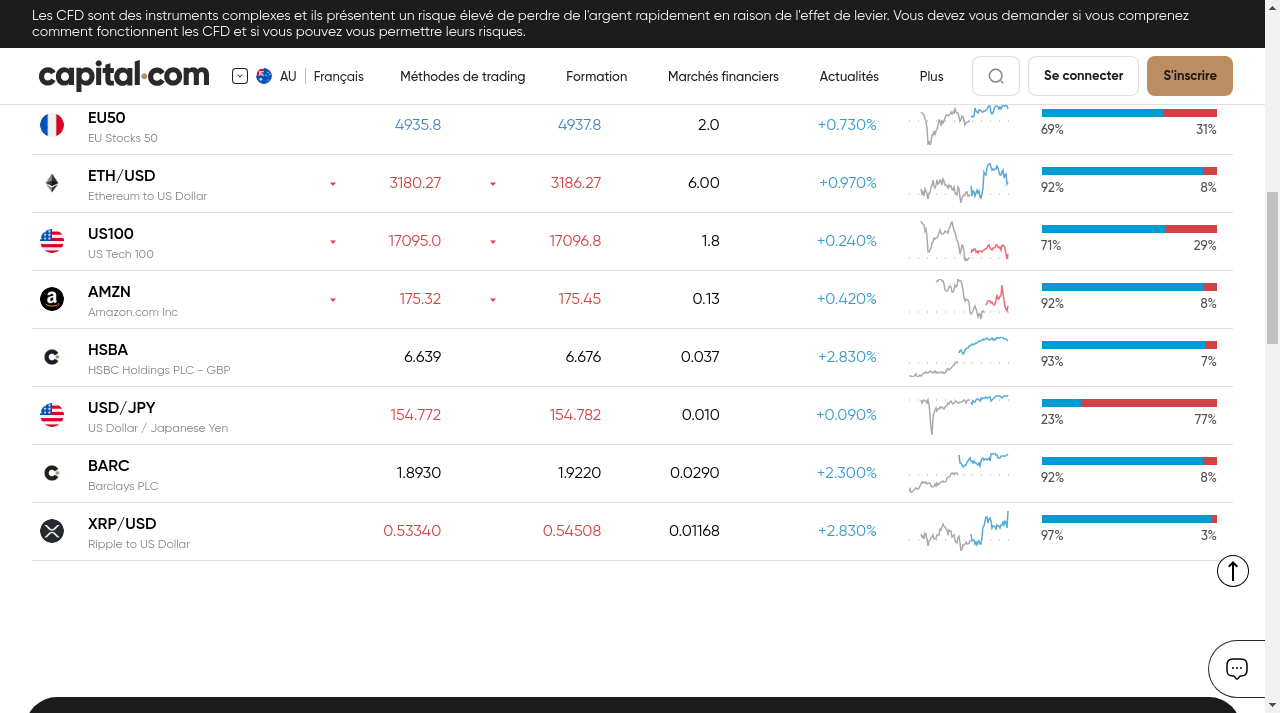 Les CFD sont des instruments complexes et ils présentent un risque élevé de perdre de l'argent rapidement en raison de l'effet de levier. Vous devez vous demander si vous comprenez
comment fonctionnent les CFD et si vous pouvez vous permettre leurs risques.
capital.com AU Français Méthodes de trading Formation Marchés financiers Actualités Plus Se connecter S'inscrire
EU50 4935.8 4937.8 2.0 +0.730%
EU Stocks 50 69% 31%
ETH/USD 3180.27 3186.27 6.00 +0.970%
Ethereum to US Dollar 92% 8%
US100 17095.0 17096.8 1.8 +0.240%
US Tech 100 71% 29%
AMZN 175.32 175.45 0.13 +0.420%
Amazon.com Inc 92% 8%
HSBA 6.639 6.676 0.037 +2.830%
HSBC Holdings PLC - GBP 93% 7%
USD/JPY 154.772 154.782 0.010 +0.090%
US Dollar / Japanese Yen 23% 77%
BARC 1.8930 1.9220 0.0290 +2.300%
Barclays PLC 92% 8%
XRP/USD 0.53340 0.54508 0.01168 +2.830%
Ripple to US Dollar 97% 3%